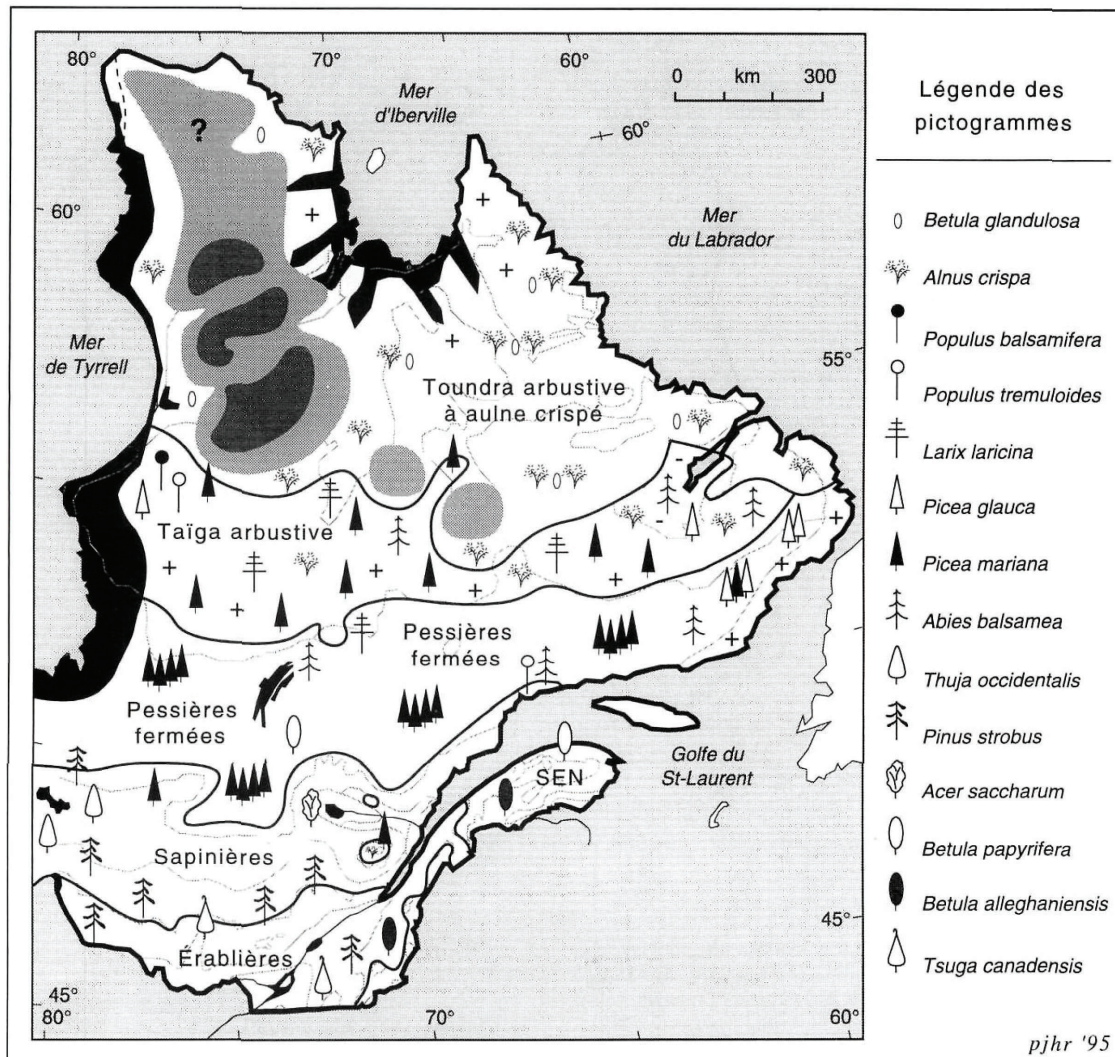 80°
70°
60°
0 km 300
Mer
d'Iberville
60°
?
60°
Mer
du Labrador
Mer
de Tyrrell
55°
Toundra arbustive
à aulne crispé
Taïga arbustive
Pessières
fermées
Pessières
fermées
Golfe du
St-Laurent
SEN
Sapinières
45°
Érablières
45°
80°
70°
60°
Légende des
pictogrammes
Betula glandulosa
Alnus crispa
Populus balsamifera
Populus tremuloides
Larix laricina
Picea glauca
Picea mariana
Abies balsamea
Thuja occidentalis
Pinus strobus
Acer saccharum
Betula papyrifera
Betula alleghaniensis
Tsuga canadensis
pjhr '95